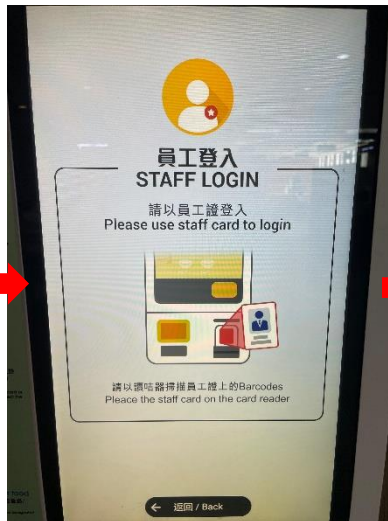 員工登入
STAFF LOGIN
請以員工證登入
Please use staff card to login
請以讀咭器掃描員工證上的Barcodes
Pleace the staff card on the card reader
返回 / Back